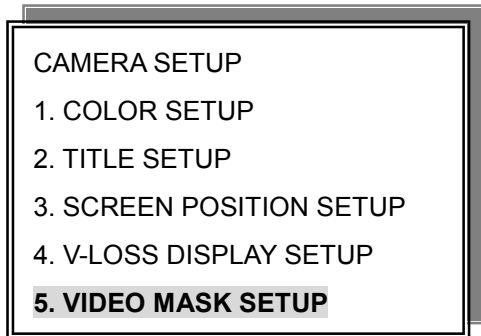 CAMERA SETUP
1. COLOR SETUP
2. TITLE SETUP
3. SCREEN POSITION SETUP
4. V-LOSS DISPLAY SETUP
5. VIDEO MASK SETUP